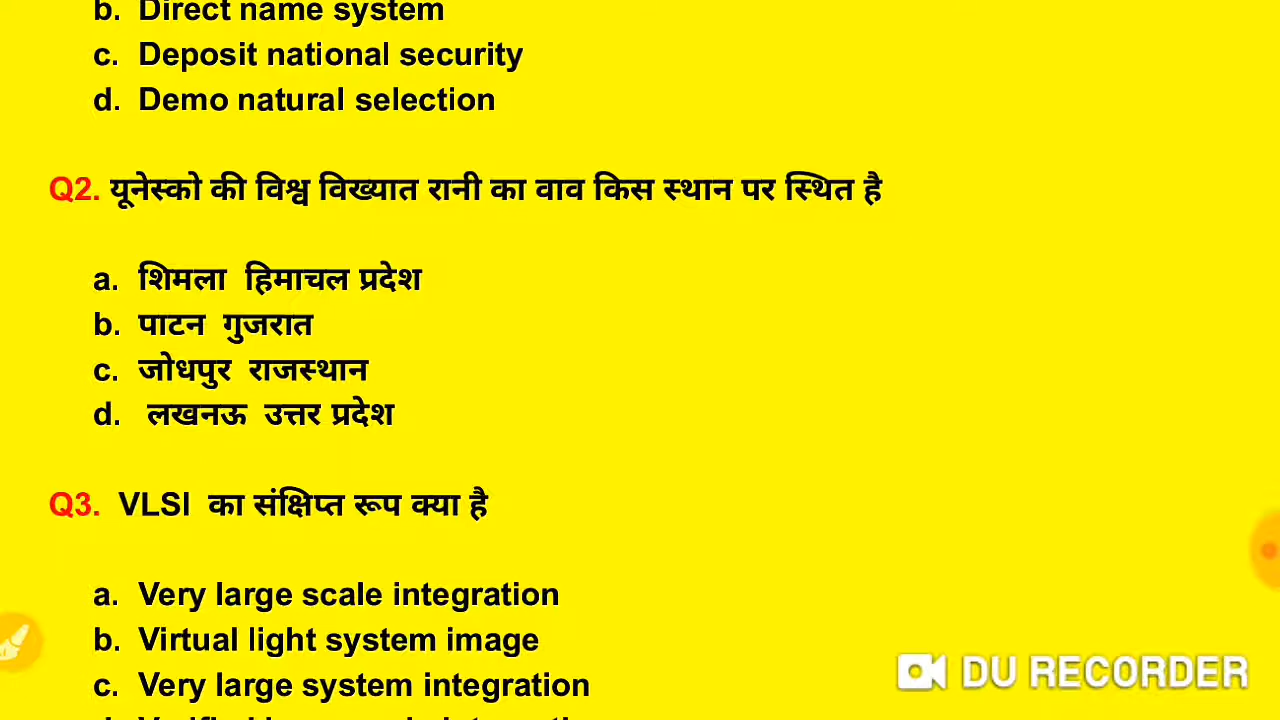 b. Direct name system
c. Deposit national security
d. Demo natural selection
Q2. यूनेस्को की विश्व विख्यात रानी का वाव किस स्थान पर स्थित है
a. शिमला हिमाचल प्रदेश
b. पाटन गुजरात
c. जोधपुर राजस्थान
d. लखनऊ उत्तर प्रदेश
Q3. VLSI का संक्षिप्त रूप क्या है
a. Very large scale integration
b. Virtual light system image
c. Very large system integration
DU RECORDER